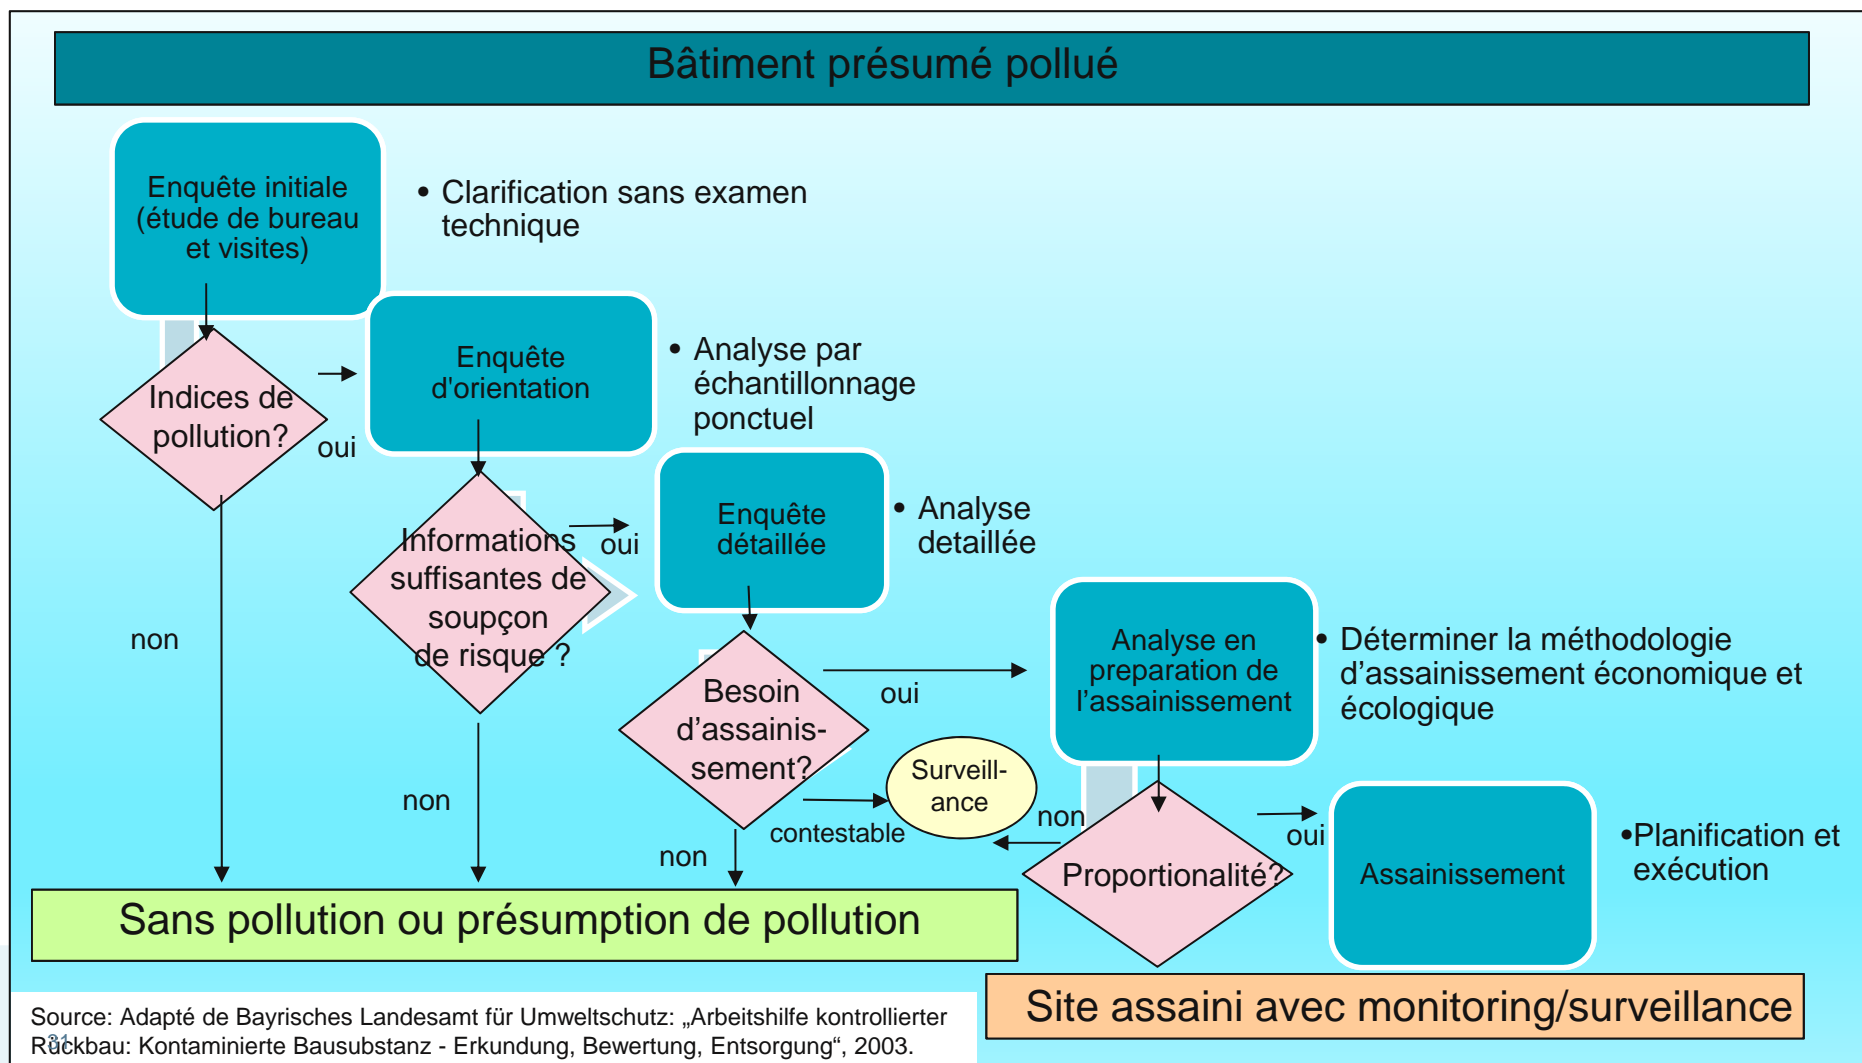 Bâtiment présumé pollué
Enquête initiale
(étude de bureau
et visites)
• Clarification sans examen
technique
Indices de
pollution?
oui
non
Enquête
d'orientation
• Analyse par
échantillonnage
ponctuel
Informations
suffisantes de
soupçon
de risque ?
oui
non
Enquête
détaillée
• Analyse
detaillée
Besoin
d’assainis-
sement?
oui
contestable
non
Surveill-
ance
Analyse en
preparation de
l’assainissement
• Déterminer la méthodologie
d’assainissement économique et
écologique
Proportionalité?
non
oui
Assainissement
•Planification et
exécution
Sans pollution ou présumption de pollution
Site assaini avec monitoring/surveillance
Source: Adapté de Bayrisches Landesamt für Umweltschutz: „Arbeitshilfe kontrollierter
Rückbau: Kontaminierte Bausubstanz - Erkundung, Bewertung, Entsorgung“, 2003.
31